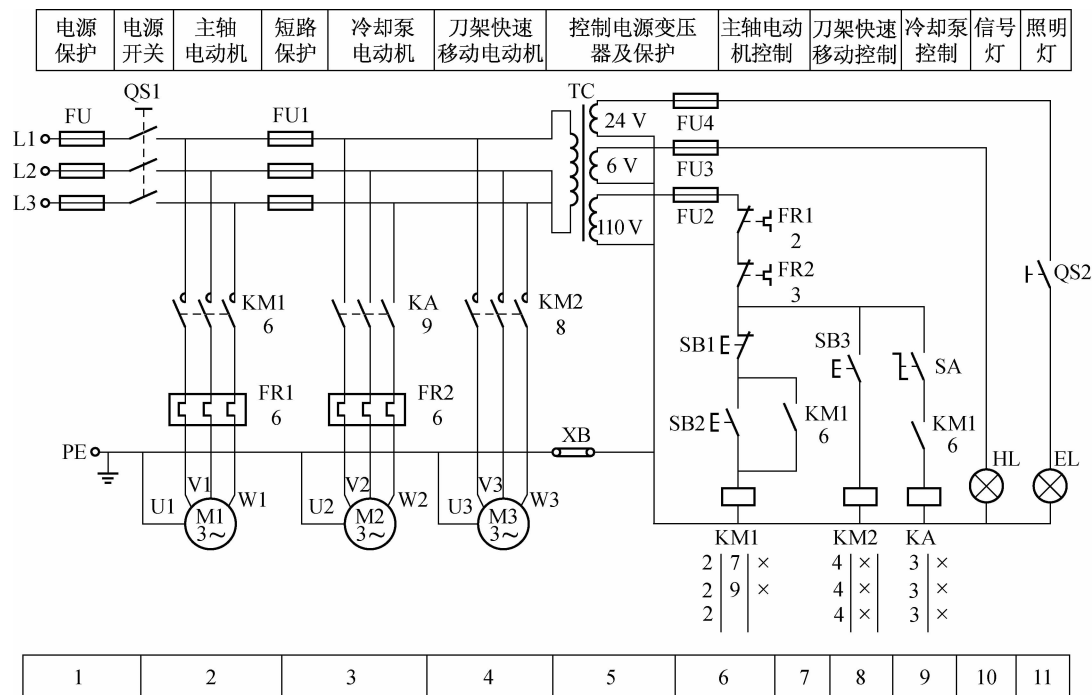 电源保护
电源开关
主轴电动机
短路保护
冷却泵电动机
刀架快速移动电动机
控制电源变压器及保护
主轴电动机控制
刀架快速移动控制
冷却泵控制
信号灯
照明灯
QS1
FU
FU1
TC
L1
L2
L3
24 V
6 V
110 V
FU4
FU3
FU2
FR1
2
FR2
3
QS2
KM1
6
KA
9
KM2
8
SB1
SB3
SA
SB2
KM1
6
KM1
6
FR1
6
FR2
6
PE
XB
HL
EL
U1
V1
W1
M1
3～
U2
V2
W2
M2
3～
U3
V3
W3
M3
3～
KM1
2 7 ×
2 9 ×
2
KM2
4 ×
4 ×
4 ×
KA
3 ×
3 ×
3 ×
1 2 3 4 5 6 7 8 9 10 11